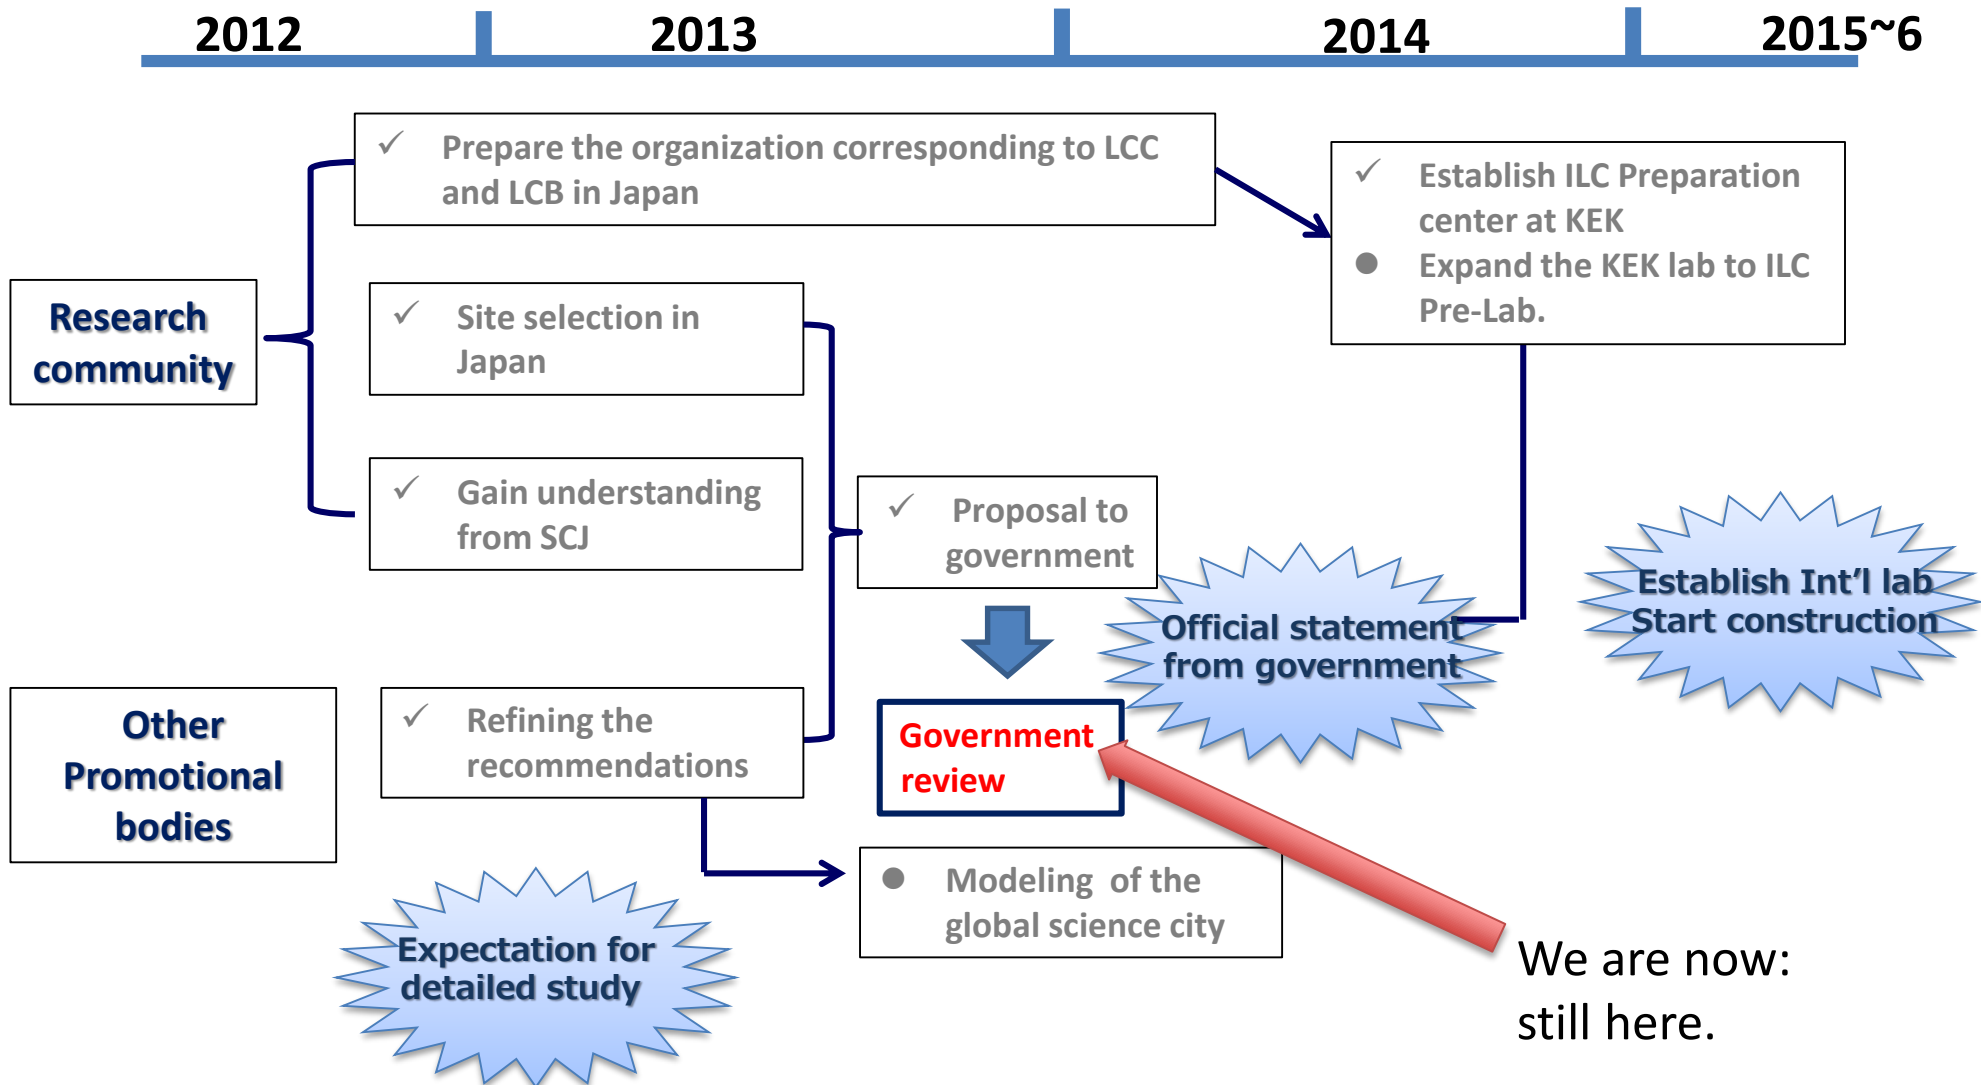 2012 2013 2014 2015~6
✓ Prepare the organization corresponding to LCC
and LCB in Japan
✓ Establish ILC Preparation
center at KEK
● Expand the KEK lab to ILC
Pre-Lab.
Research
community
✓ Site selection in
Japan
✓ Gain understanding
from SCJ
✓ Proposal to
government
Official statement
from government
Establish Int’l lab
Start construction
Other
Promotional
bodies
✓ Refining the
recommendations
Government
review
● Modeling of the
global science city
Expectation for
detailed study
We are now:
still here.